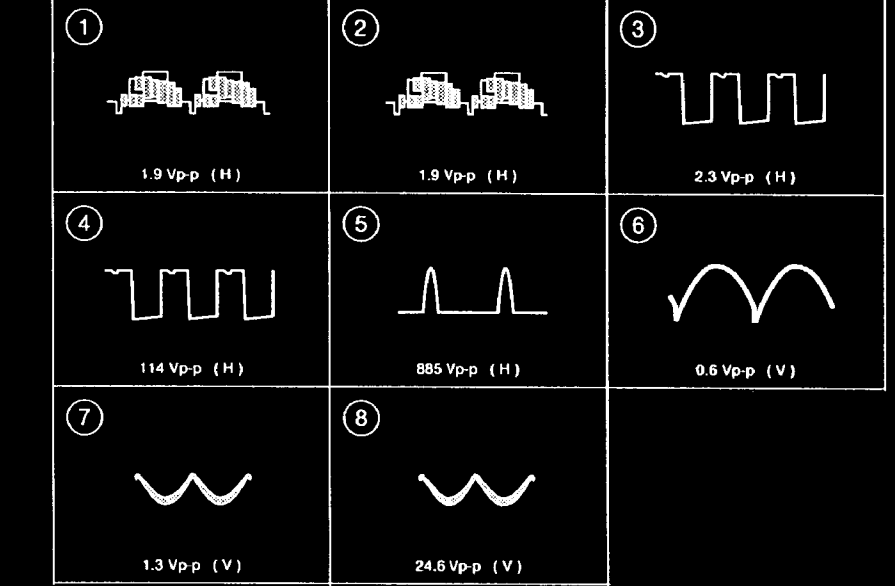 ① ② ③
1.9 Vp-p (H) 1.9 Vp-p (H) 2.3 Vp-p (H)
④ ⑤ ⑥
114 Vp-p (H) 885 Vp-p (H) 0.6 Vp-p (V)
⑦ ⑧
1.3 Vp-p (V) 24.6 Vp-p (V)